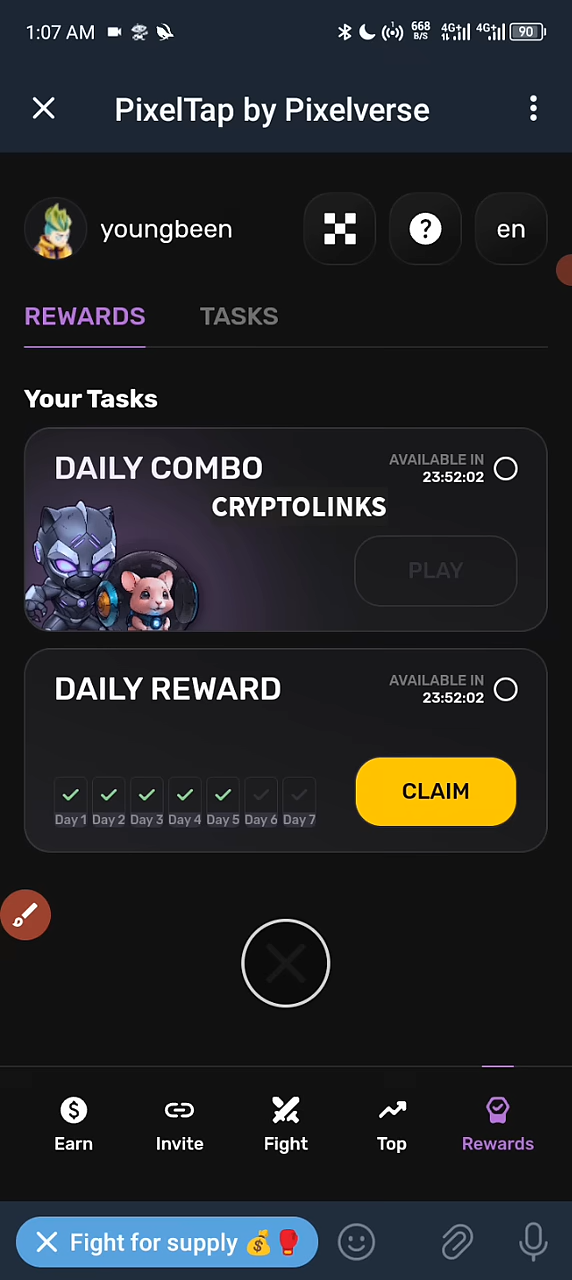 1:07 AM
668
B/S
4G+
4G+
90
PixelTap by Pixelverse
youngbeen
?
en
REWARDS
TASKS
Your Tasks
DAILY COMBO
AVAILABLE IN
23:52:02
CRYPTOLINKS
PLAY
DAILY REWARD
AVAILABLE IN
23:52:02
Day 1 Day 2 Day 3 Day 4 Day 5 Day 6 Day 7
CLAIM
Earn
Invite
Fight
Top
Rewards
Fight for supply 💰🥊